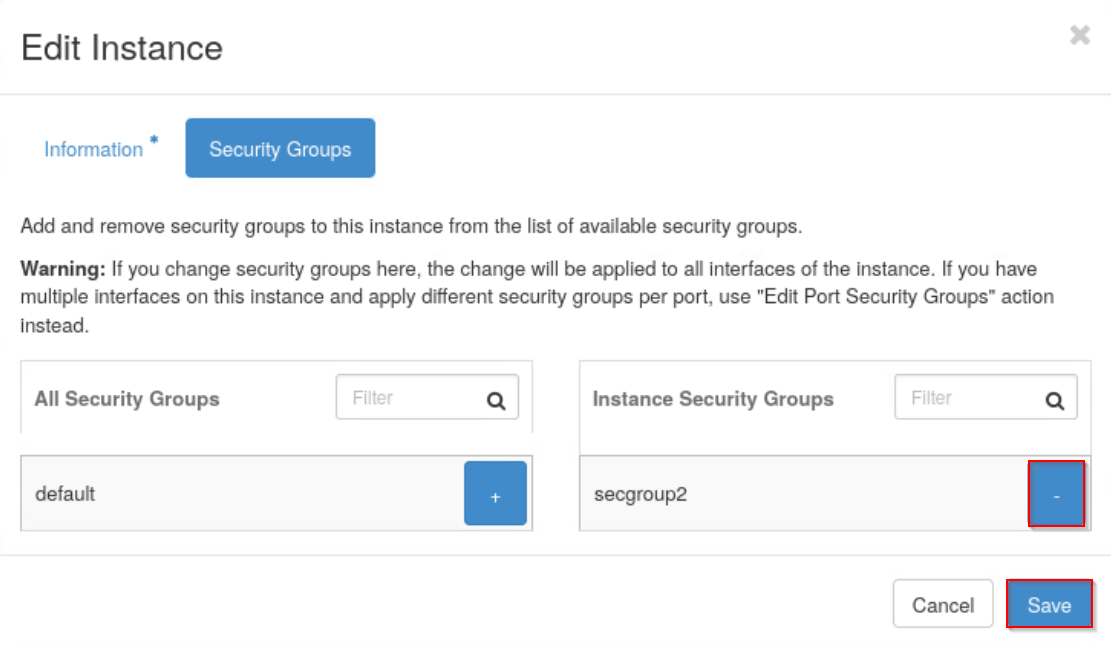 Edit Instance
✖
Information *
Security Groups
Add and remove security groups to this instance from the list of available security groups.
Warning: If you change security groups here, the change will be applied to all interfaces of the instance. If you have
multiple interfaces on this instance and apply different security groups per port, use "Edit Port Security Groups" action
instead.
All Security Groups
Filter
Instance Security Groups
Filter
default
+
secgroup2
-
Cancel
Save